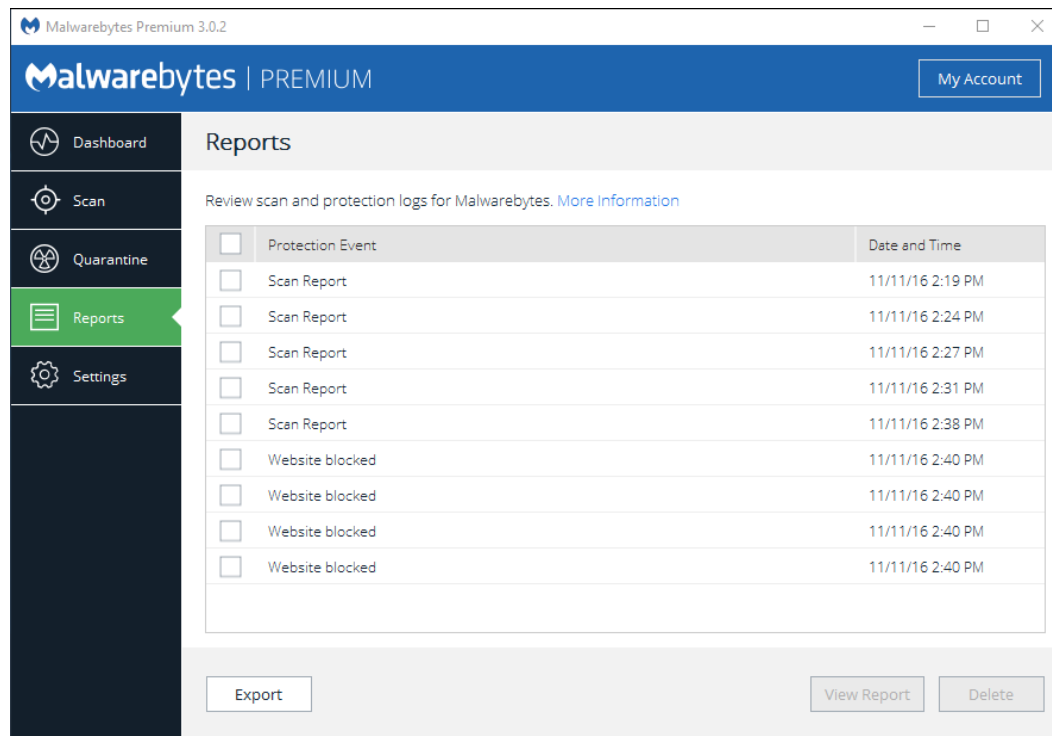 Malwarebytes Premium 3.0.2
Malwarebytes | PREMIUM
My Account
Dashboard
Scan
Quarantine
Reports
Settings
Reports
Review scan and protection logs for Malwarebytes. More Information
Protection Event Date and Time
Scan Report 11/11/16 2:19 PM
Scan Report 11/11/16 2:24 PM
Scan Report 11/11/16 2:27 PM
Scan Report 11/11/16 2:31 PM
Scan Report 11/11/16 2:38 PM
Website blocked 11/11/16 2:40 PM
Website blocked 11/11/16 2:40 PM
Website blocked 11/11/16 2:40 PM
Website blocked 11/11/16 2:40 PM
Export View Report Delete